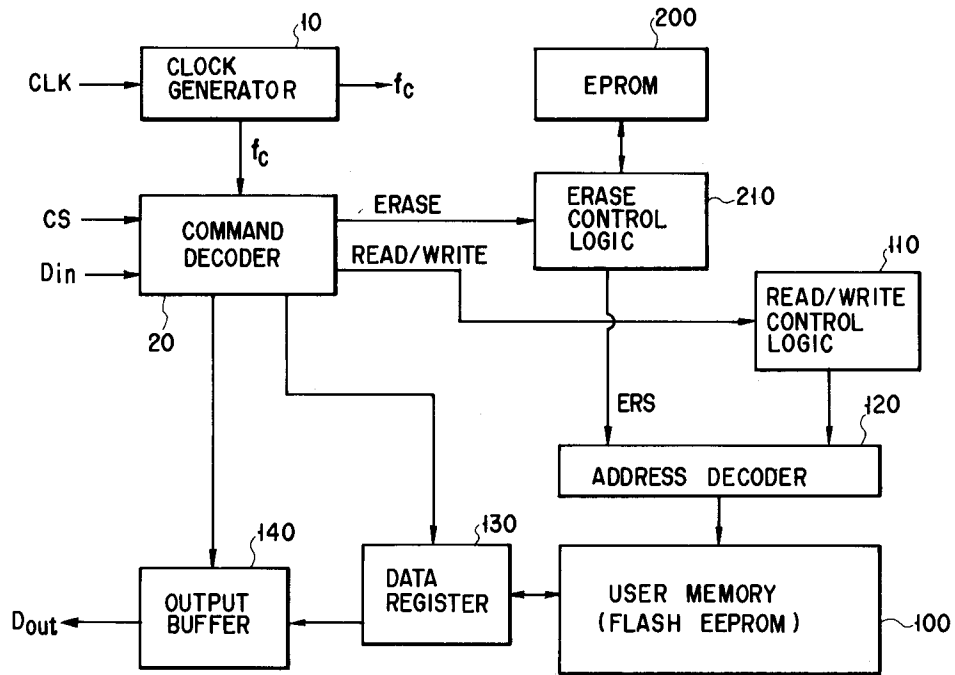 10
CLK
CLOCK
GENERATOR
fc
fc
200
EPROM
CS
Din
COMMAND
DECODER
20
ERASE
READ/WRITE
ERASE
CONTROL
LOGIC
210
110
READ/WRITE
CONTROL
LOGIC
ERS
120
ADDRESS DECODER
140
OUTPUT
BUFFER
Dout
130
DATA
REGISTER
USER MEMORY
(FLASH EEPROM)
100